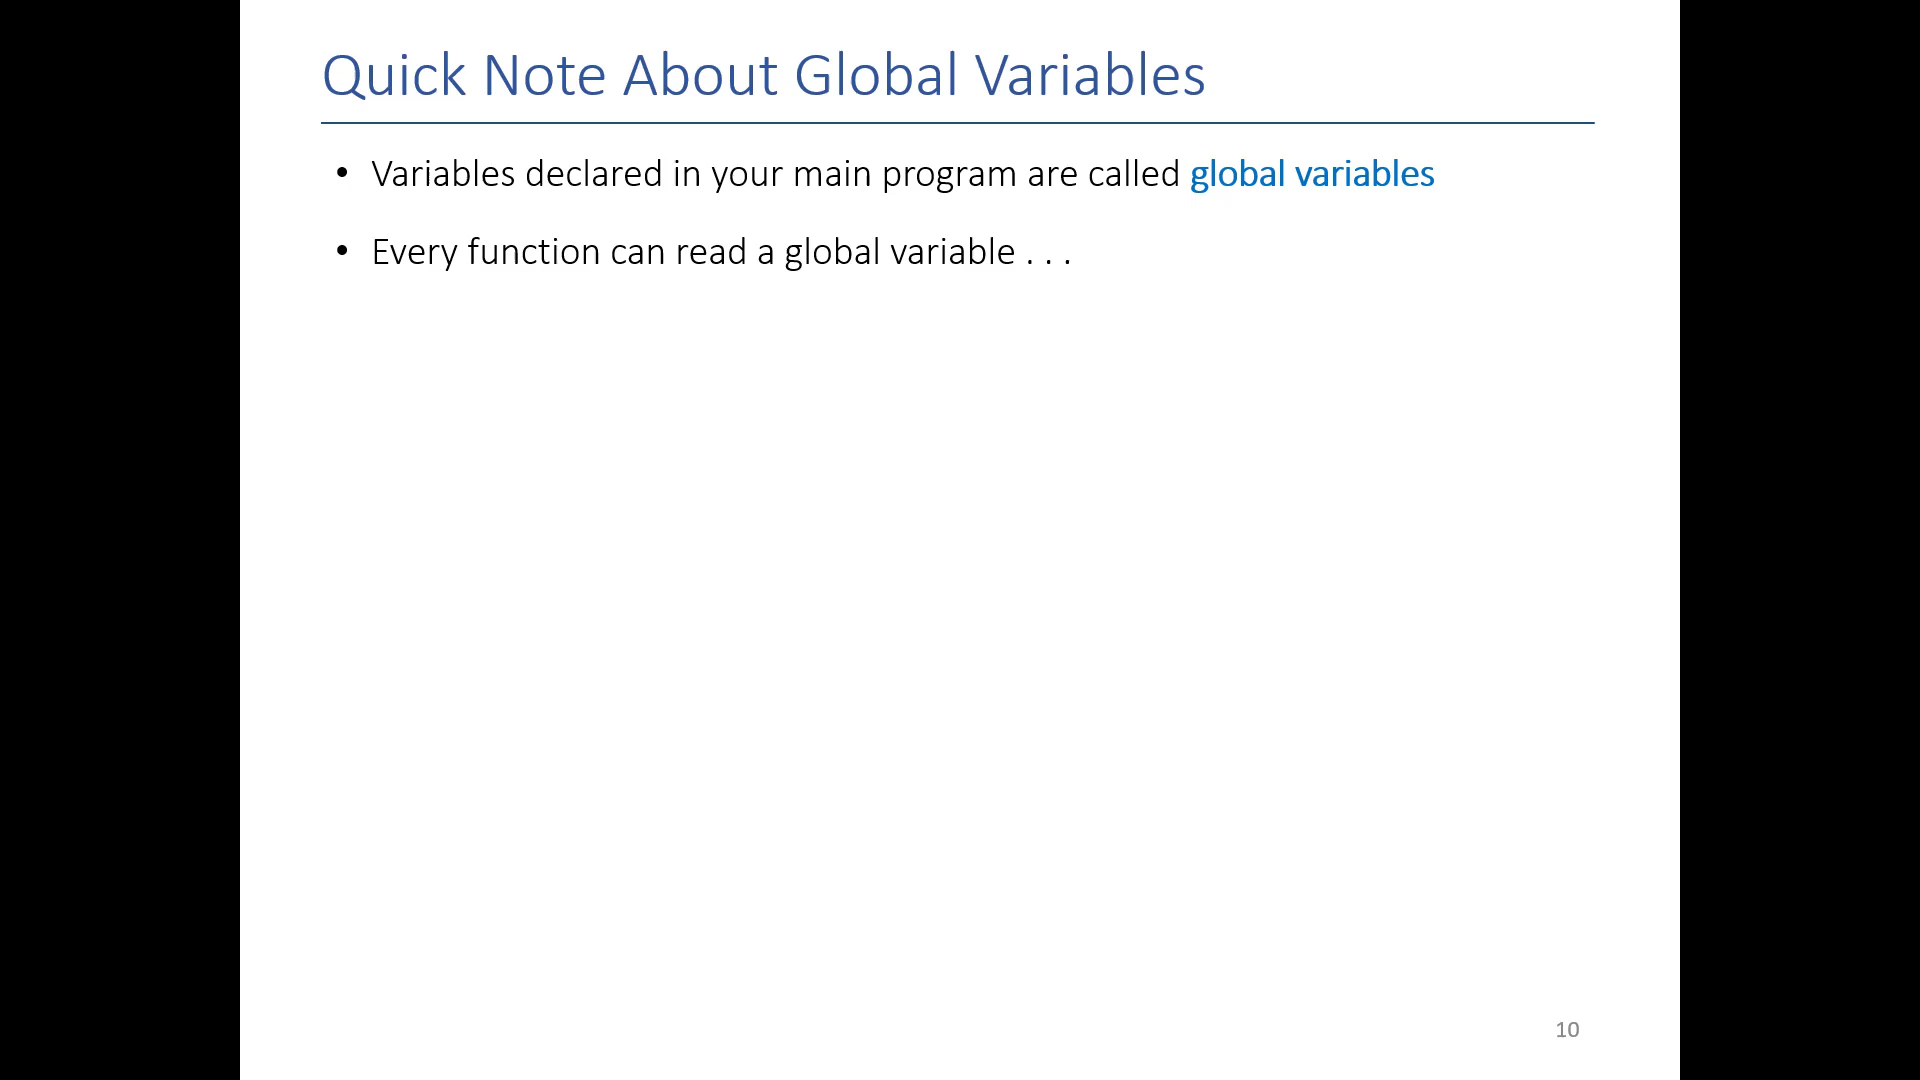 Quick Note About Global Variables
• Variables declared in your main program are called global variables
• Every function can read a global variable . . .
10